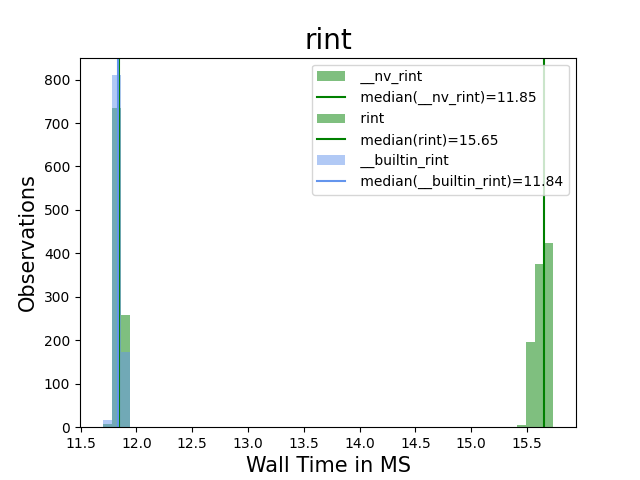 rint
Observations
800
700
600
500
400
300
200
100
0
__nv_rint
median(__nv_rint)=11.85
rint
median(rint)=15.65
__builtin_rint
median(__builtin_rint)=11.84
11.5 12.0 12.5 13.0 13.5 14.0 14.5 15.0 15.5
Wall Time in MS